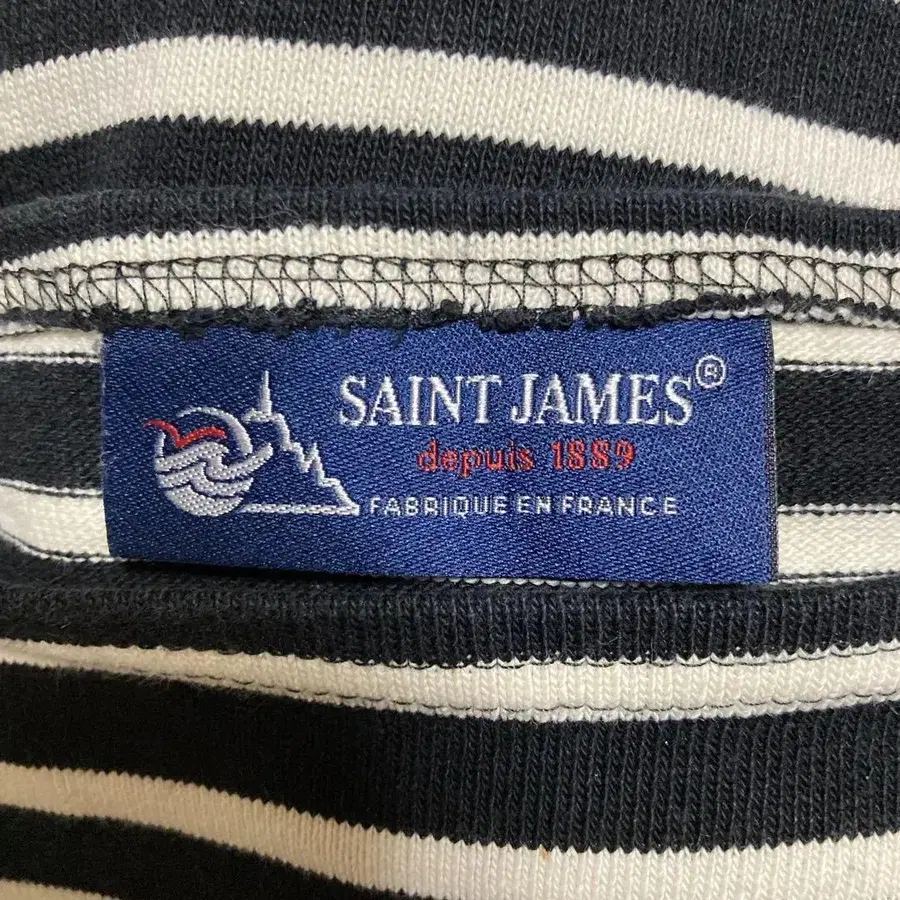 SAINT JAMES®
depuis 1889
FABRIQUE EN FRANCE